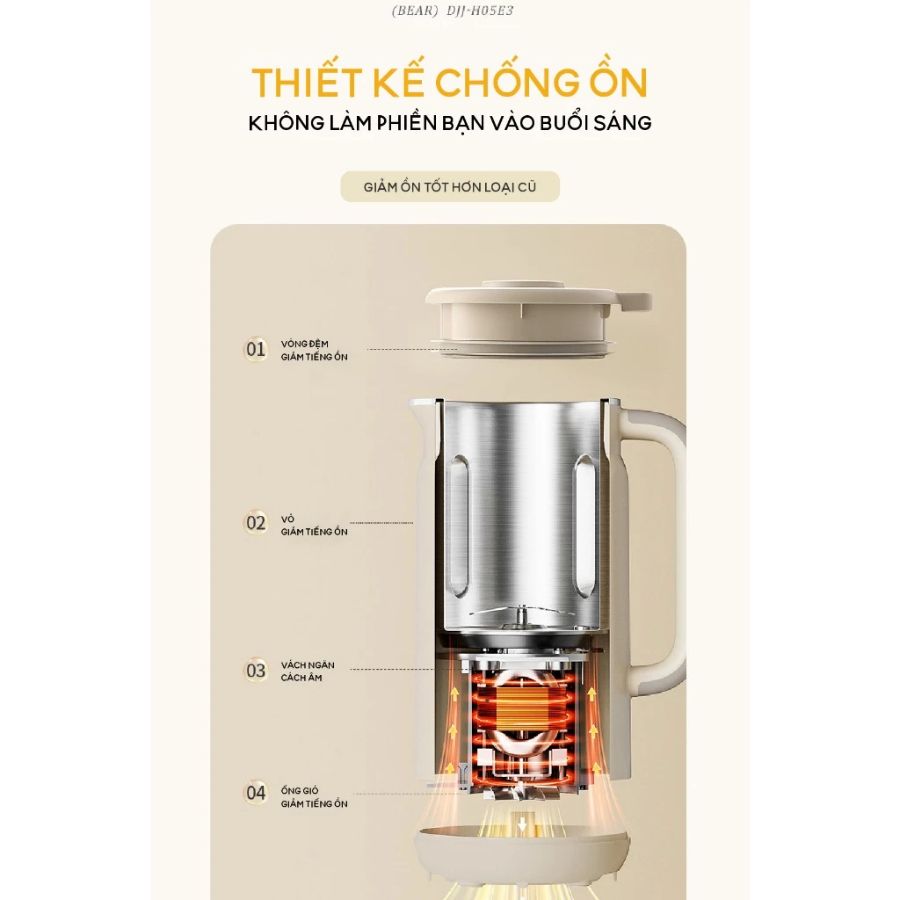 (BEAR) DJJ-H05E3
THIẾT KẾ CHỐNG ỒN
KHÔNG LÀM PHIỀN BẠN VÀO BUỔI SÁNG
GIẢM ỒN TỐT HƠN LOẠI CŨ
01 VÒNG ĐỆM
GIẢM TIẾNG ỒN
02 VỎ
GIẢM TIẾNG ỒN
03 VÁCH NGĂN
CÁCH ÂM
04 ỐNG GIÓ
GIẢM TIẾNG ỒN